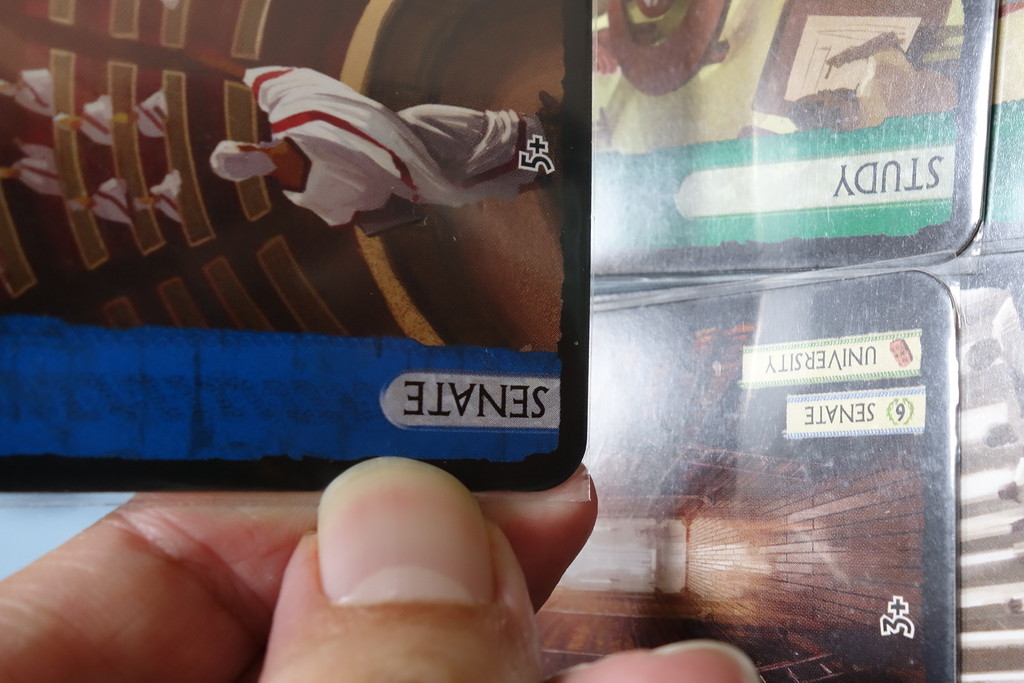 5+
SENATE
STUDY
UNIVERSITY
6 SENATE
3+